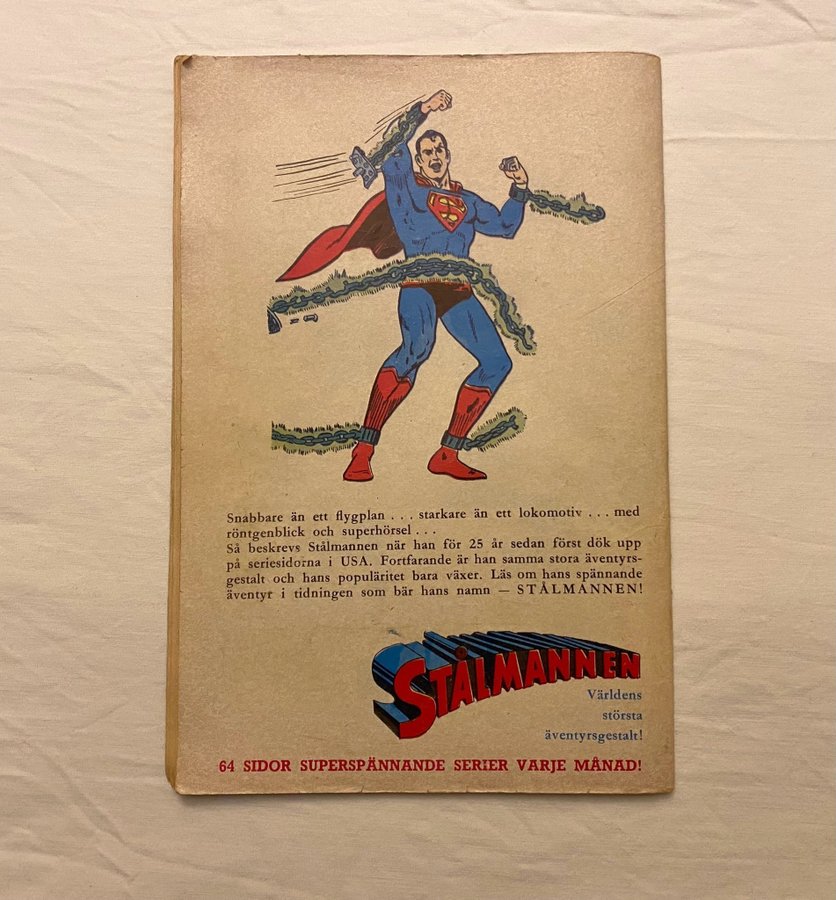 S
Snabbare än ett flygplan . . . starkare än ett lokomotiv . . . med
röntgenblick och superhörsel . . .
Så beskrevs Stålmannen när han för 25 år sedan först dök upp
på seriesidorna i USA. Fortfarande är han samma stora äventyrs-
gestalt och hans populäritet bara växer. Läs om hans spännande
äventyr i tidningen som bär hans namn — STÅLMANNEN!
STÅLMANNEN
Världens
största
äventyrsgestalt!
64 SIDOR SUPERSPÄNNANDE SERIER VARJE MÅNAD!